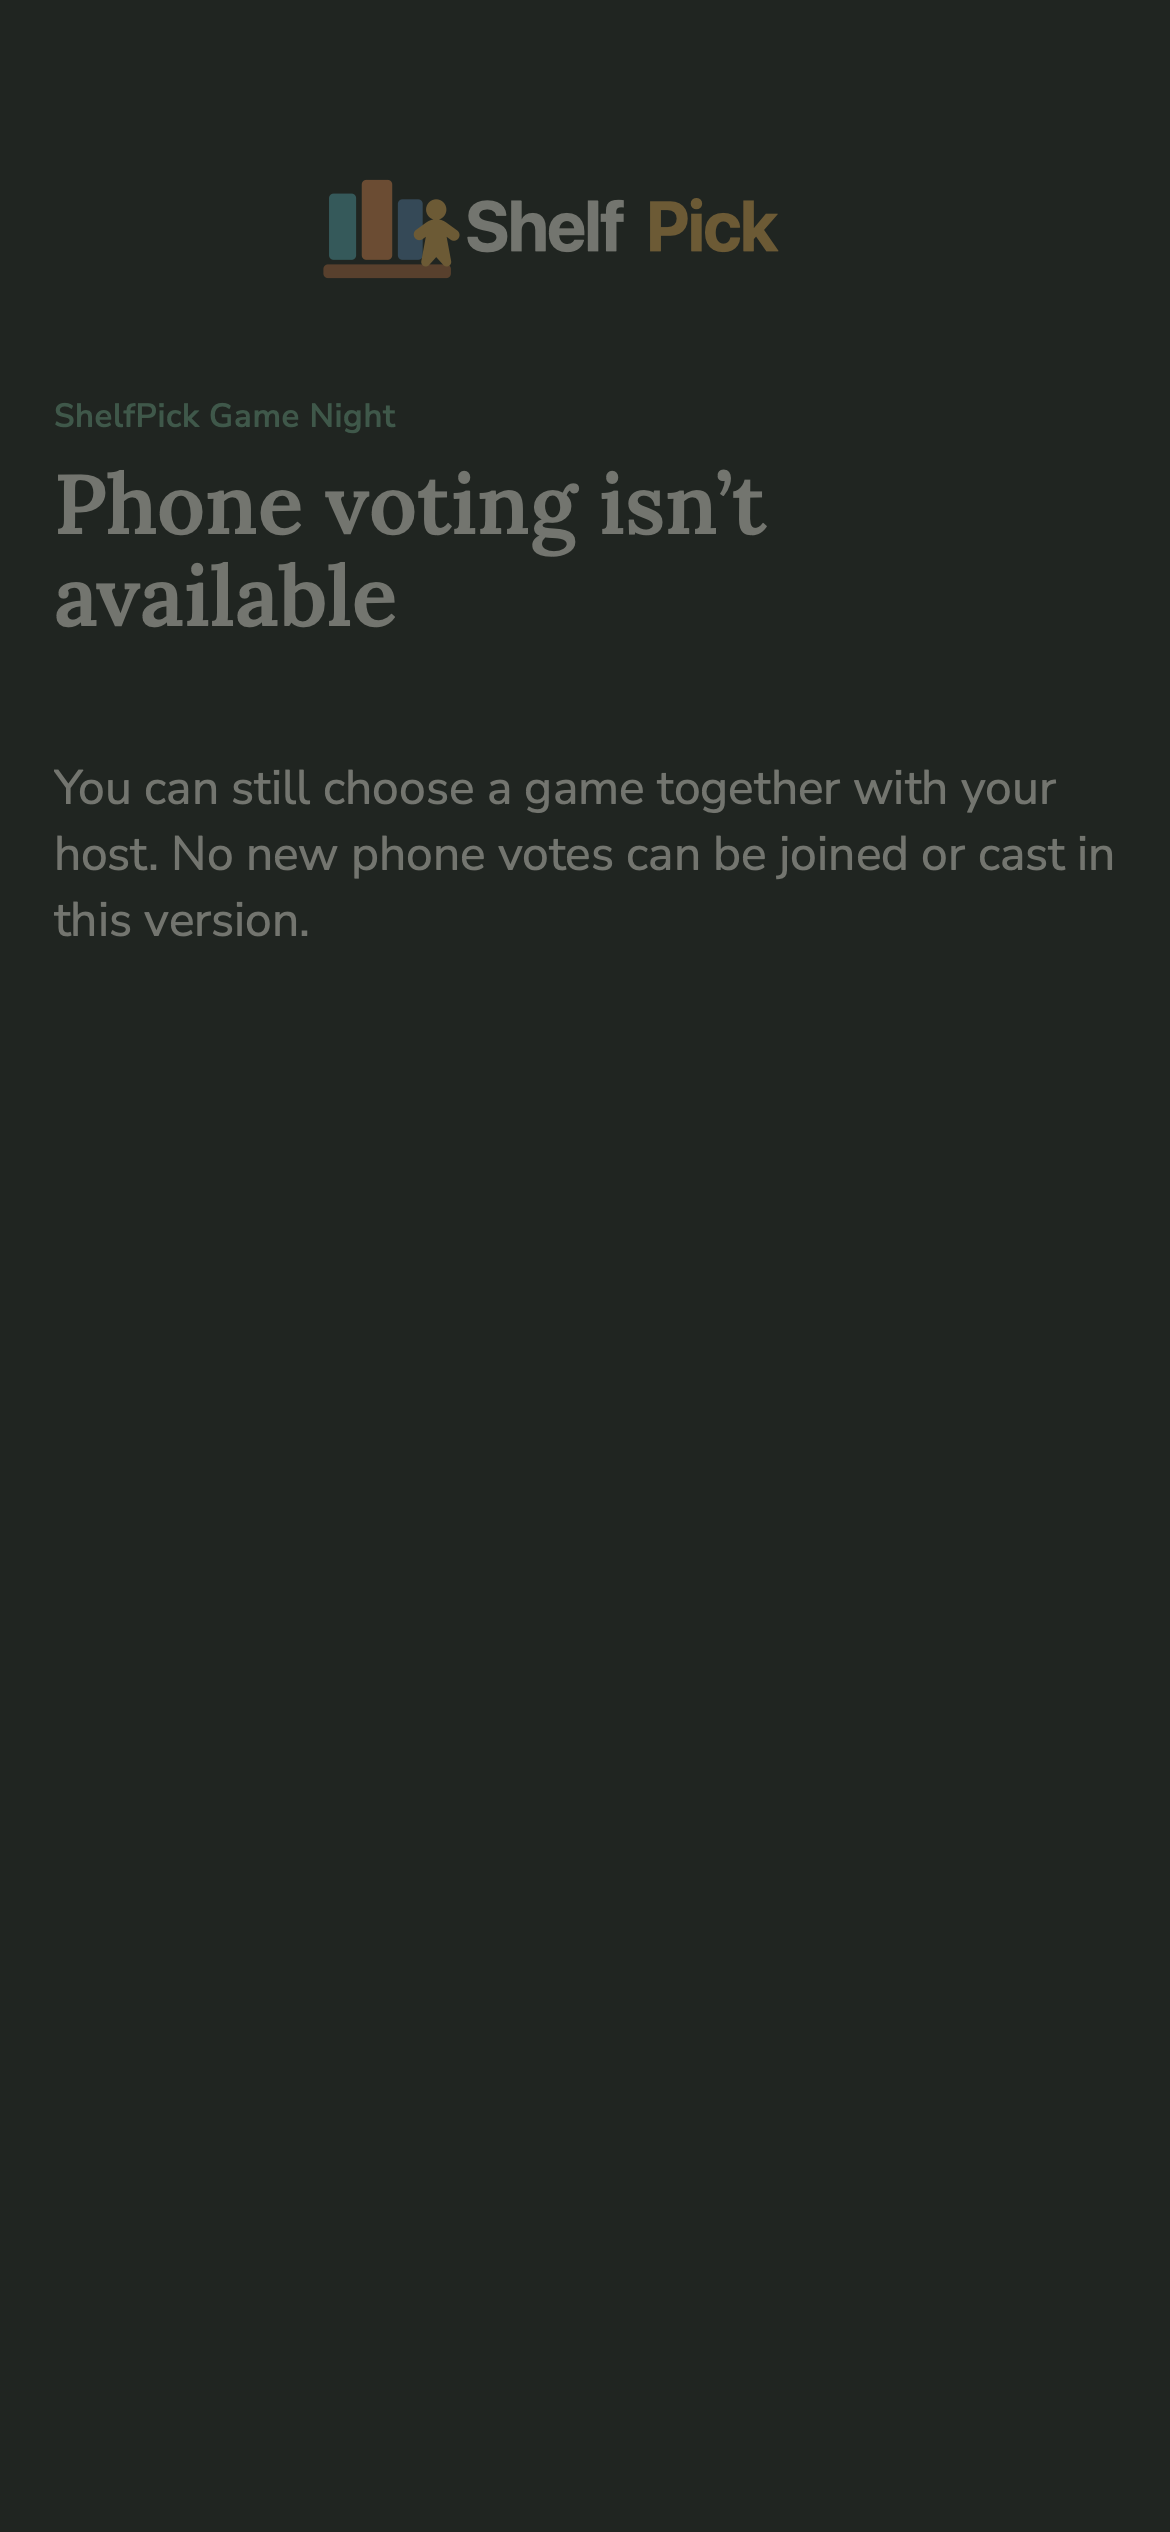 Shelf Pick
ShelfPick Game Night
Phone voting isn’t
available
You can still choose a game together with your
host. No new phone votes can be joined or cast in
this version.